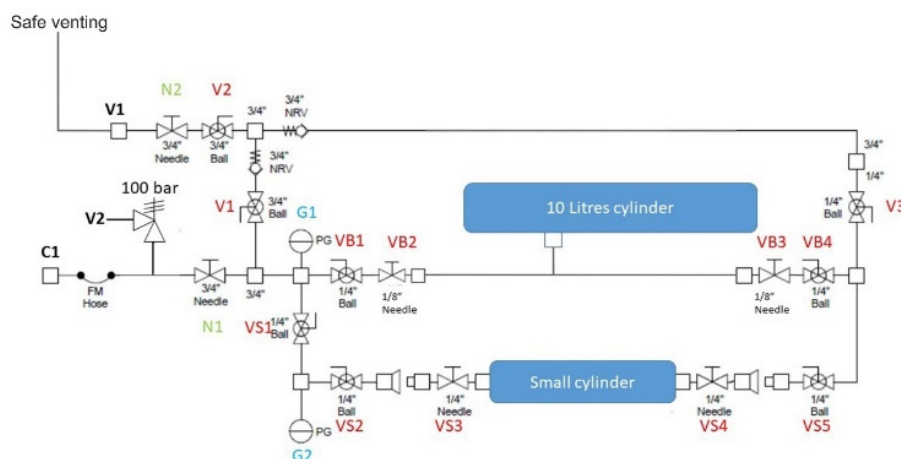 Safe venting
N2
V2
V1
3/4"
3/4"
NRV
3/4"
Needle
3/4"
Ball
3/4"
NRV
3/4"
1/4"
100 bar
V2
V1
3/4"
Ball
G1
PG
10 Litres cylinder
1/4"
Ball
V3
C1
FM
Hose
3/4"
Needle
N1
3/4"
VB1
VB2
1/4"
Ball
1/8"
Needle
VB3
VB4
1/8"
Needle
1/4"
Ball
VS1
1/4"
Ball
Small cylinder
1/4"
Ball
VS2
1/4"
Needle
VS3
1/4"
Needle
VS4
1/4"
Ball
VS5
PG
G2